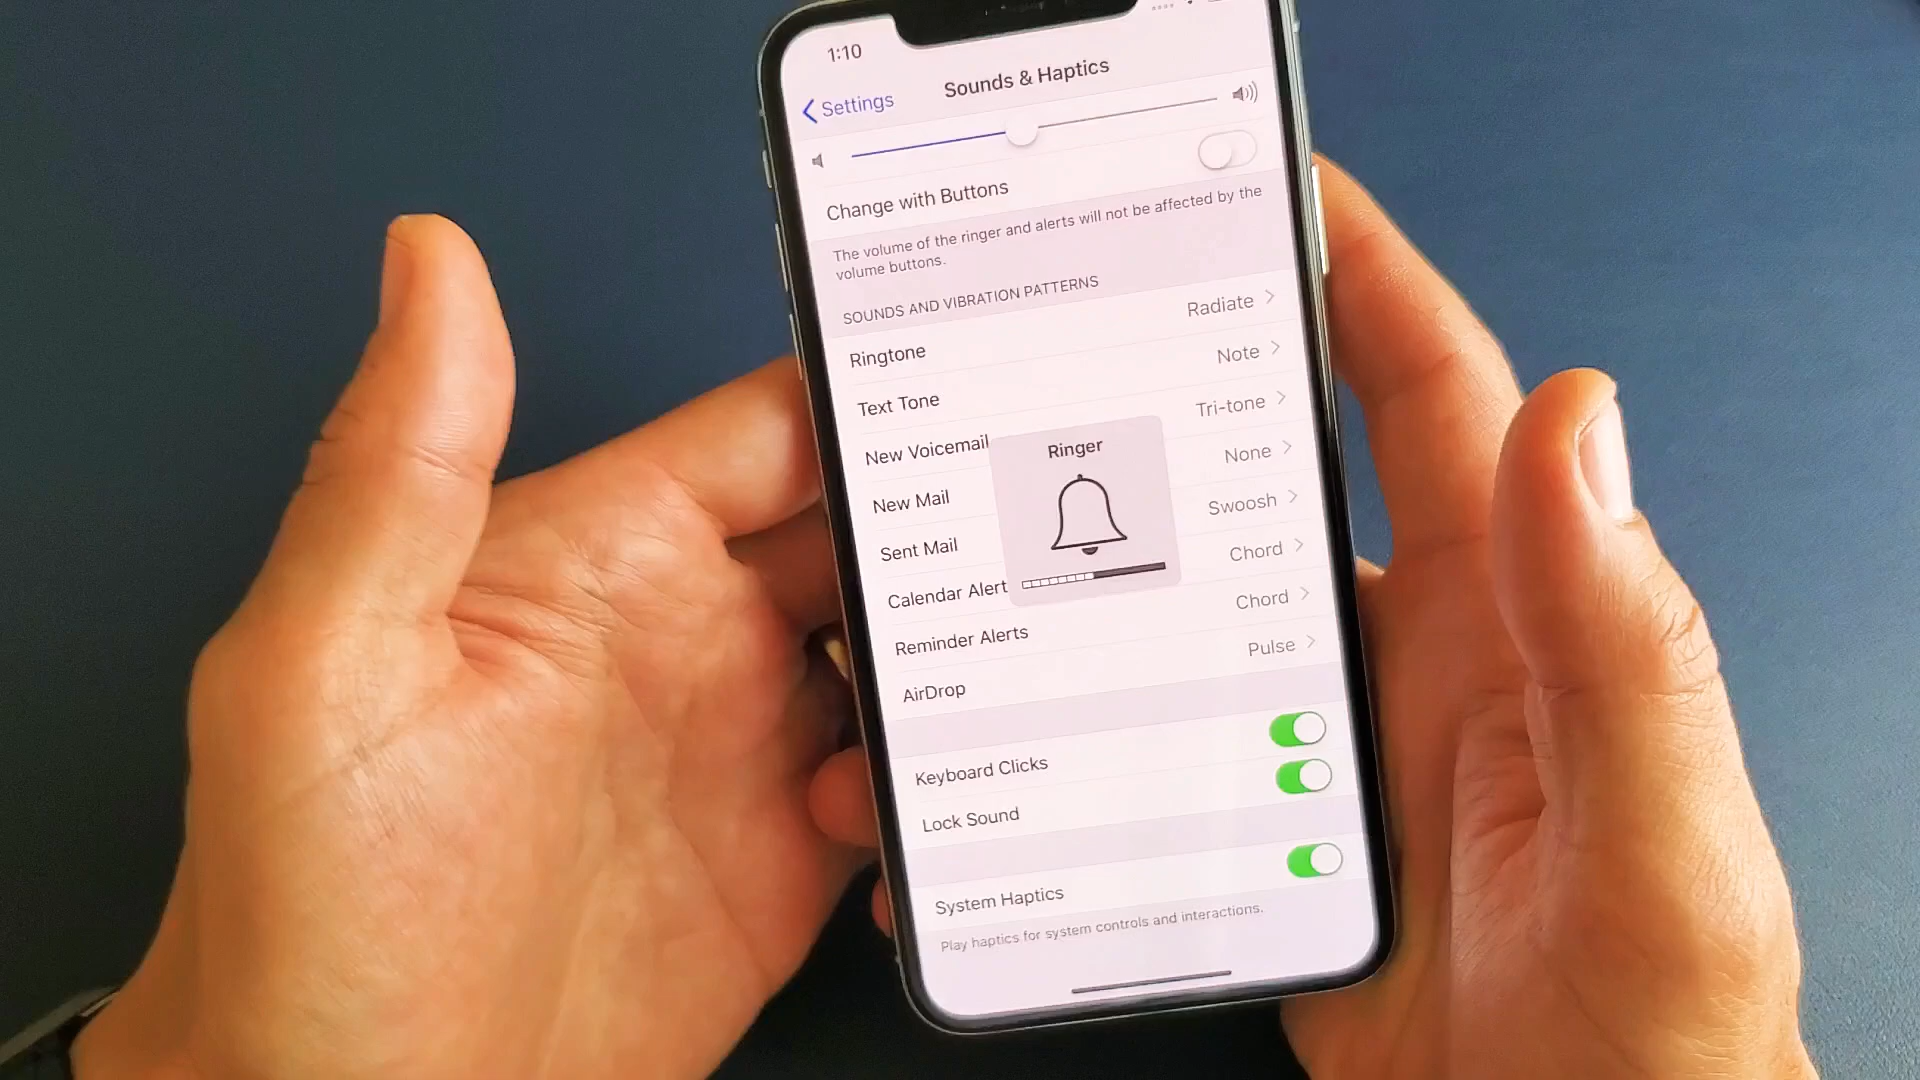 1:10
Settings
Sounds & Haptics
Change with Buttons
The volume of the ringer and alerts will not be affected by the
volume buttons.
SOUNDS AND VIBRATION PATTERNS
Ringtone Radiate
Text Tone Note
New Voicemail Tri-tone
New Mail None
Sent Mail Swoosh
Calendar Alert Chord
Reminder Alerts Chord
AirDrop Pulse
Ringer
Keyboard Clicks
Lock Sound
System Haptics
Play haptics for system controls and interactions.